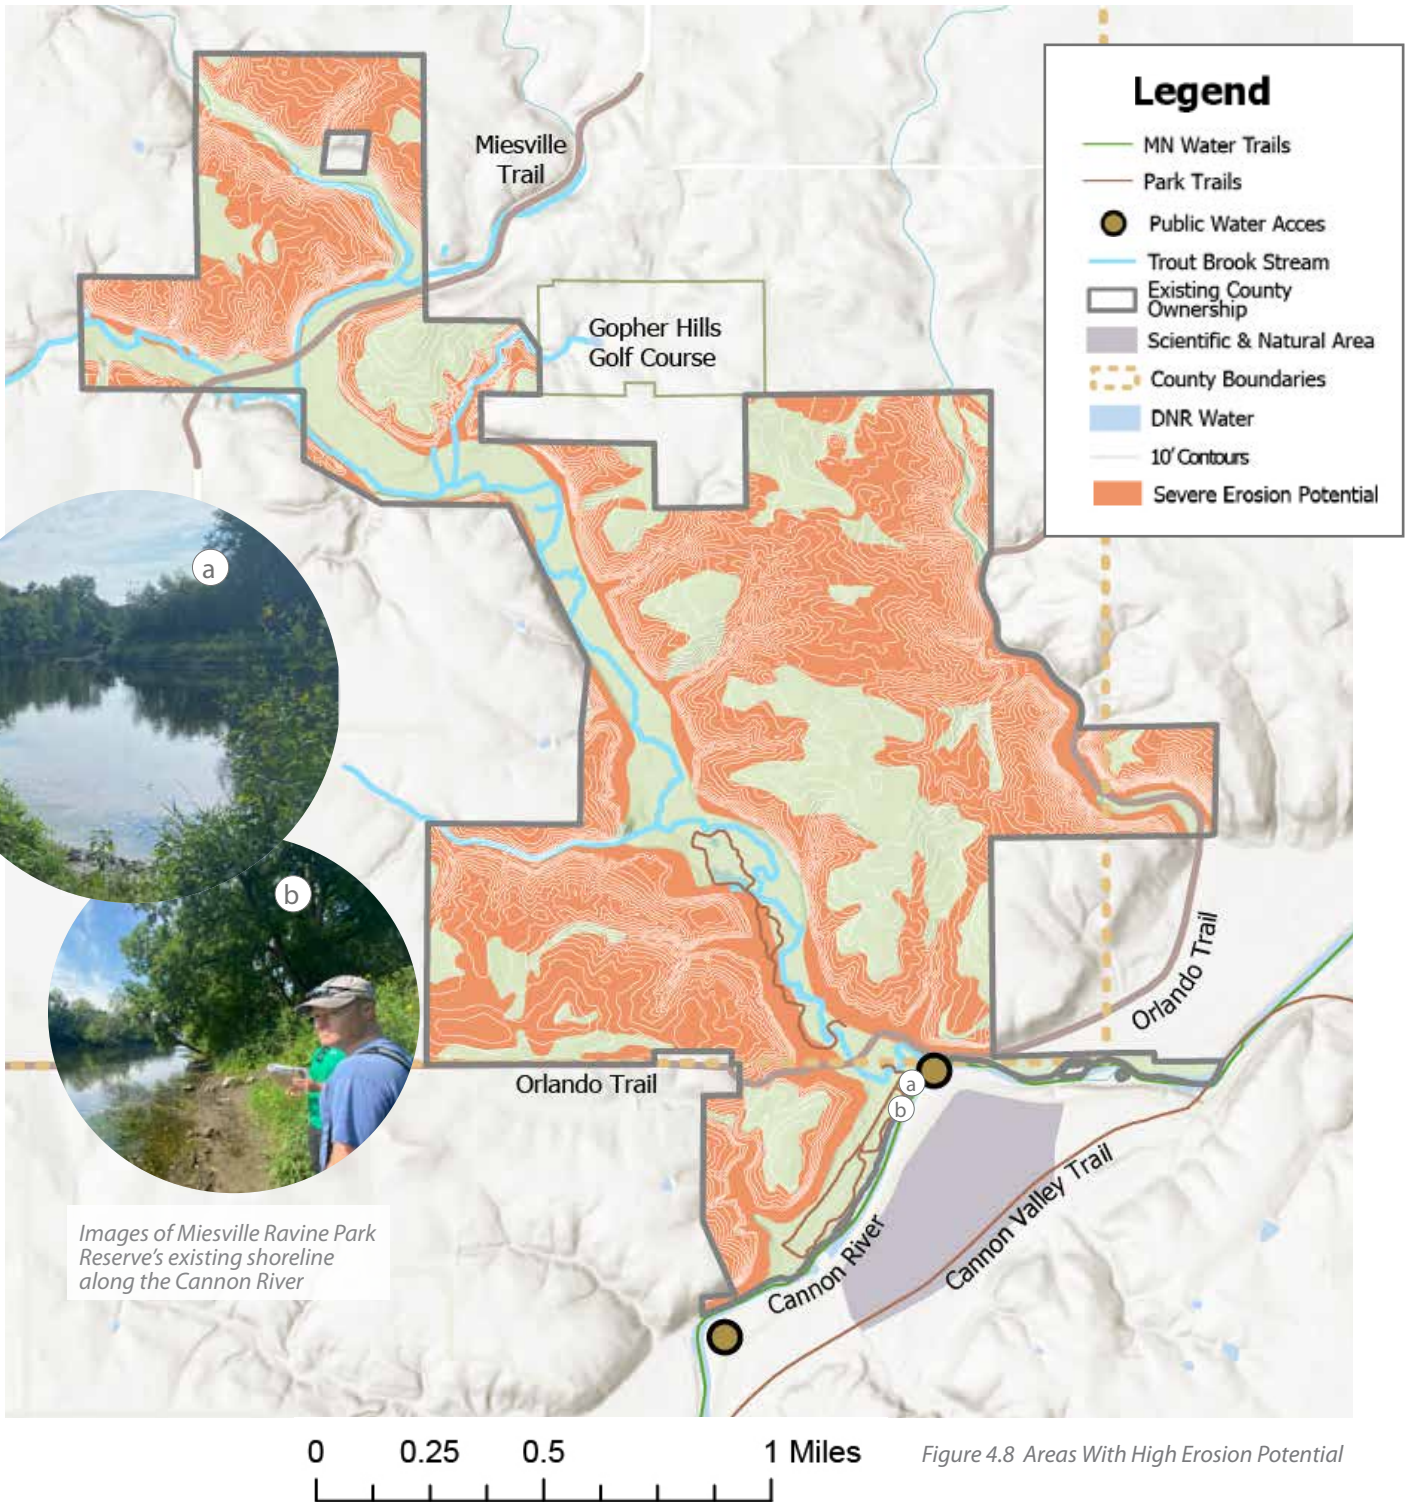 Legend
MN Water Trails
Park Trails
Public Water Acces
Trout Brook Stream
Existing County
Ownership
Scientific & Natural Area
County Boundaries
DNR Water
10' Contours
Severe Erosion Potential
Miesville
Trail
Gopher Hills
Golf Course
a
b
Orlando Trail
Orlando Trail
a
b
Cannon River
Cannon Valley Trail
Images of Miesville Ravine Park
Reserve's existing shoreline
along the Cannon River
0 0.25 0.5 1 Miles
Figure 4.8 Areas With High Erosion Potential